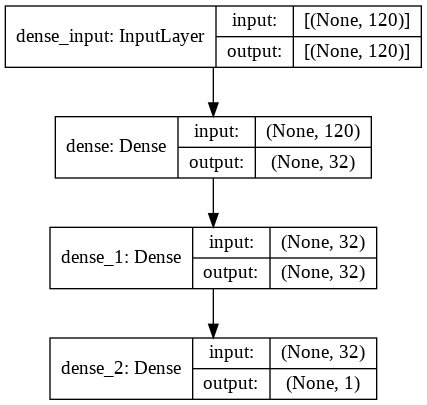 dense_input: InputLayer
input: [(None, 120)]
output: [(None, 120)]
dense: Dense
input: (None, 120)
output: (None, 32)
dense_1: Dense
input: (None, 32)
output: (None, 32)
dense_2: Dense
input: (None, 32)
output: (None, 1)